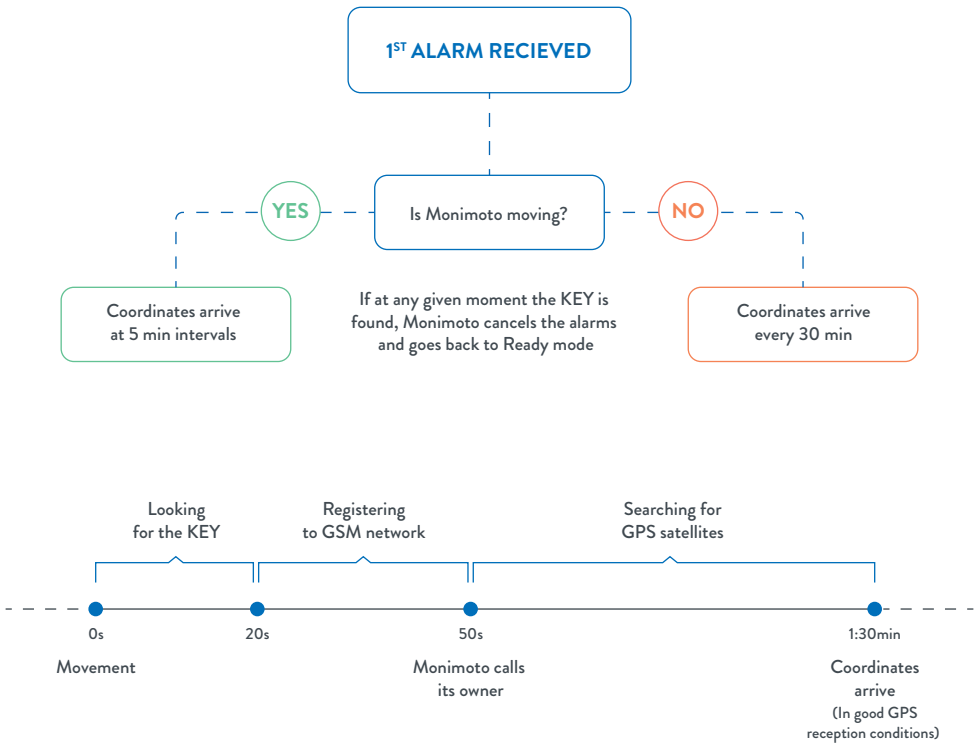 1ST ALARM RECIEVED
YES
Is Monimoto moving?
NO
Coordinates arrive
at 5 min intervals
If at any given moment the KEY is
found, Monimoto cancels the alarms
and goes back to Ready mode
Coordinates arrive
every 30 min
Looking
for the KEY
Registering
to GSM network
Searching for
GPS satellites
0s
20s
50s
1:30min
Movement
Monimoto calls
its owner
Coordinates
arrive
(In good GPS
reception conditions)